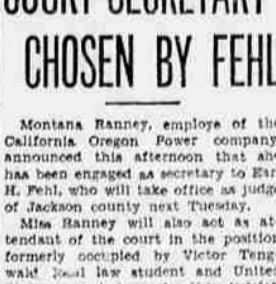 COURT SECRETARY
CHOSEN BY FEHL
Montana Ranney, employe of the
California Oregon Power company
announced this afternoon that she
has been engaged as secretary to Ear
H. Fehl, who will take office as judge
of Jackson county next Tuesday.
Miss Ranney will also act as at-
tendant of the court in the position
formerly occupied by Victor Teng-
wald. law student and United